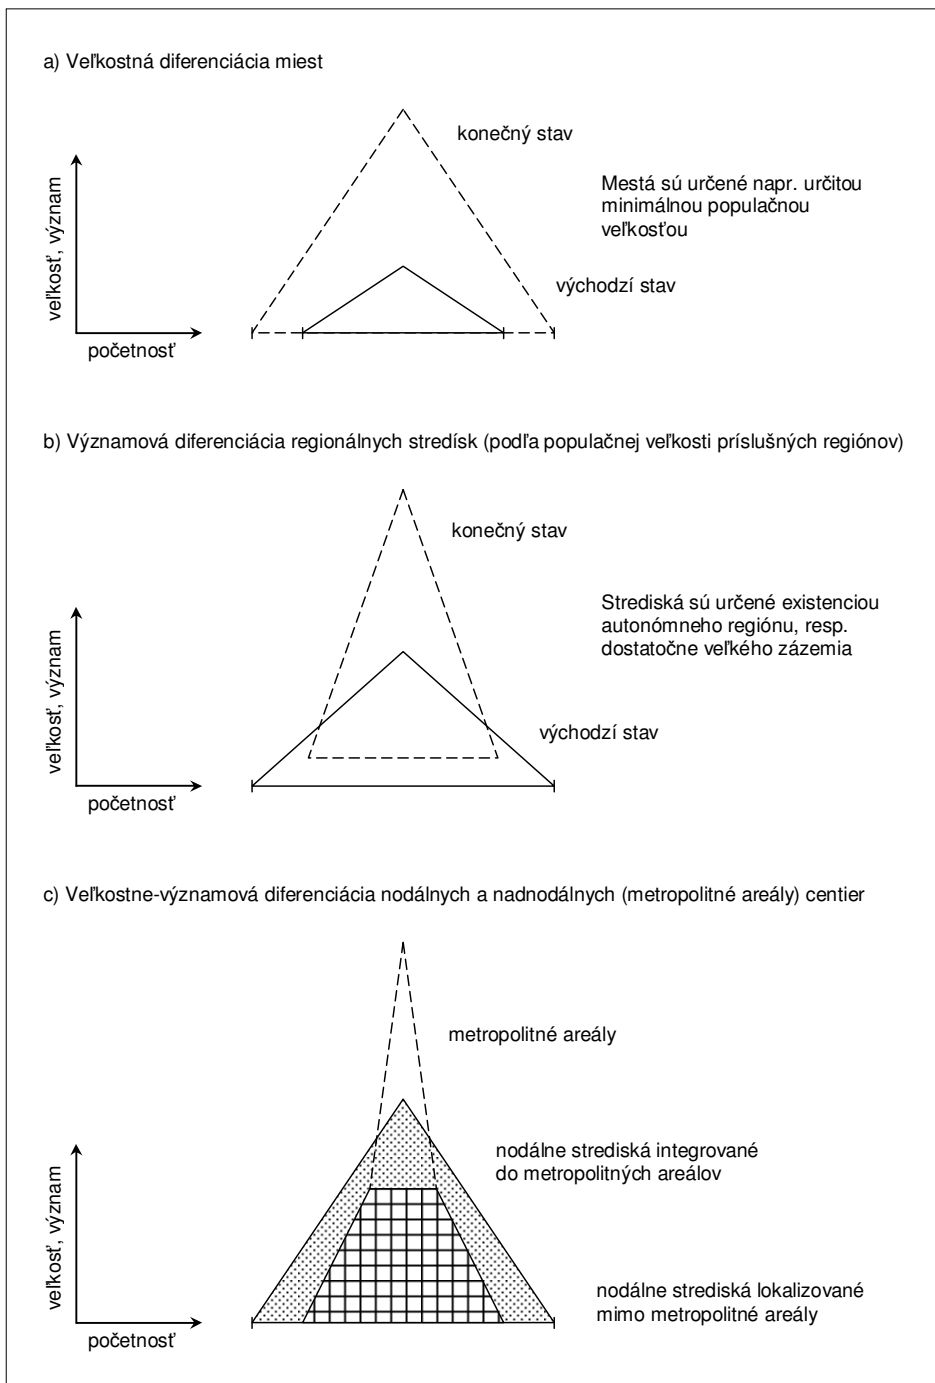 a) Veľkostná diferenciácia miest
konečný stav
Mestá sú určené napr. určitou
minimálnou populačnou
veľkosťou
veľkosť, význam
východzí stav
početnosť
b) Významová diferenciácia regionálnych stredísk (podľa populačnej veľkosti príslušných regiónov)
konečný stav
Strediská sú určené existenciou
autonómneho regiónu, resp.
dostatočne veľkého zázemia
veľkosť, význam
východzí stav
početnosť
c) Veľkostne-významová diferenciácia nodálnych a nadnodálnych (metropolitné areály) centier
metropolitné areály
nodálne strediská integrované
do metropolitných areálov
veľkosť, význam
nodálne strediská lokalizované
mimo metropolitné areály
početnosť